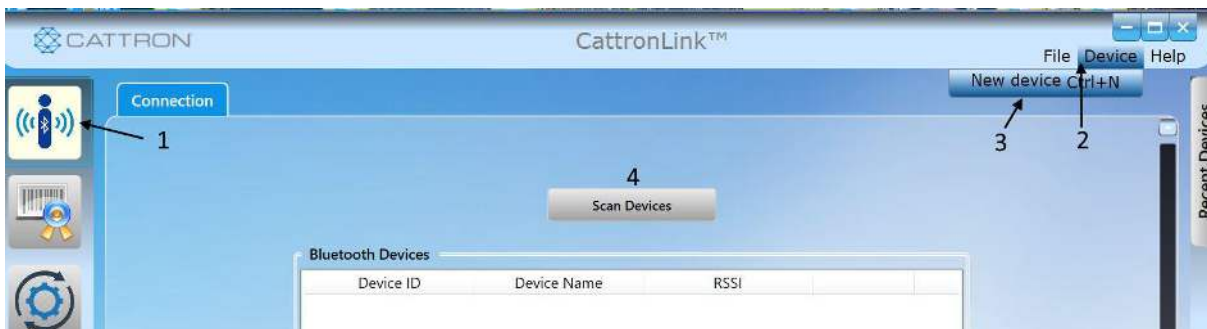 CATTRON
CattronLink™
File Device Help
New device Ctrl+N
Connection
1
3
2
4
Scan Devices
Recent Devices
Bluetooth Devices
Device ID Device Name RSSI